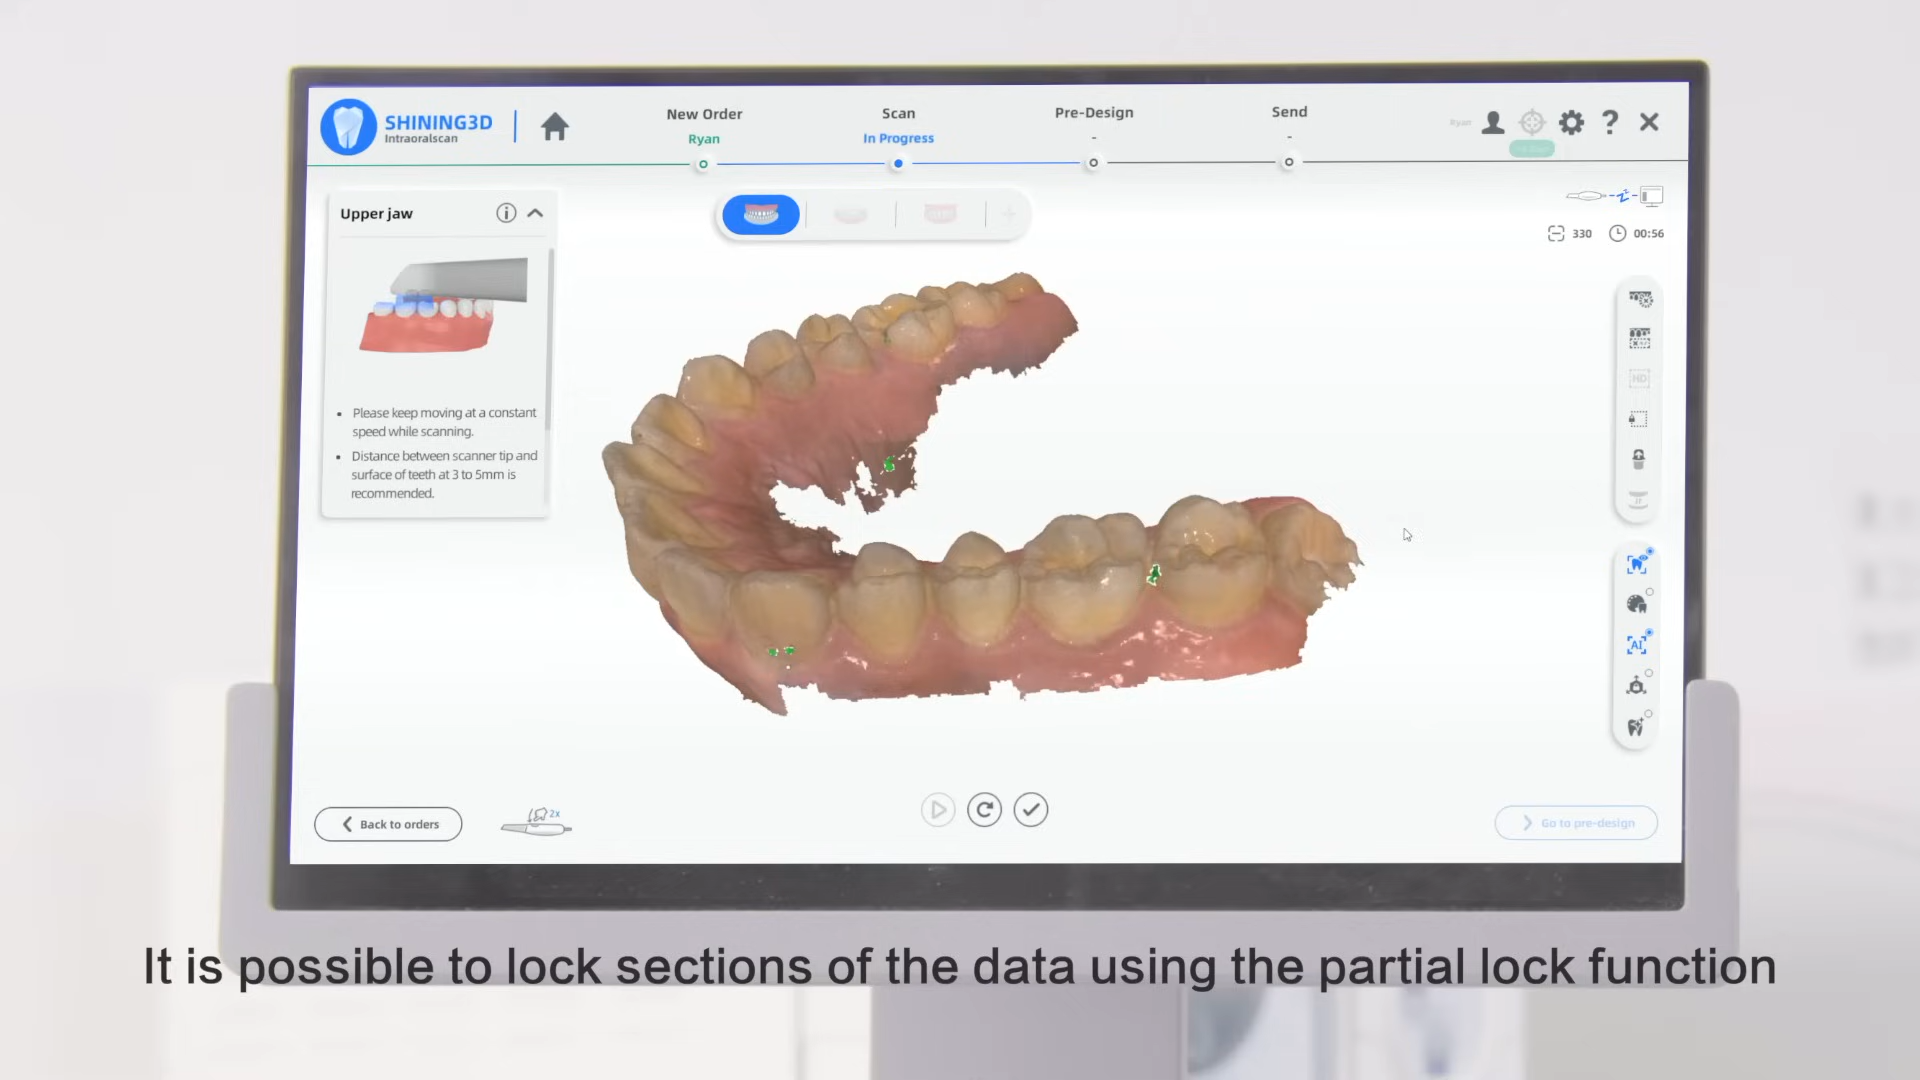 SHINING3D
Intraoralscan
New Order
Ryan
Scan
In Progress
Pre-Design
-
Send
-
Ryan
Upper jaw
330
00:56
HD
Please keep moving at a constant
speed while scanning.
Distance between scanner tip and
surface of teeth at 3 to 5mm is
recommended.
AI
Back to orders
2x
Go to pre-design
It is possible to lock sections of the data using the partial lock function